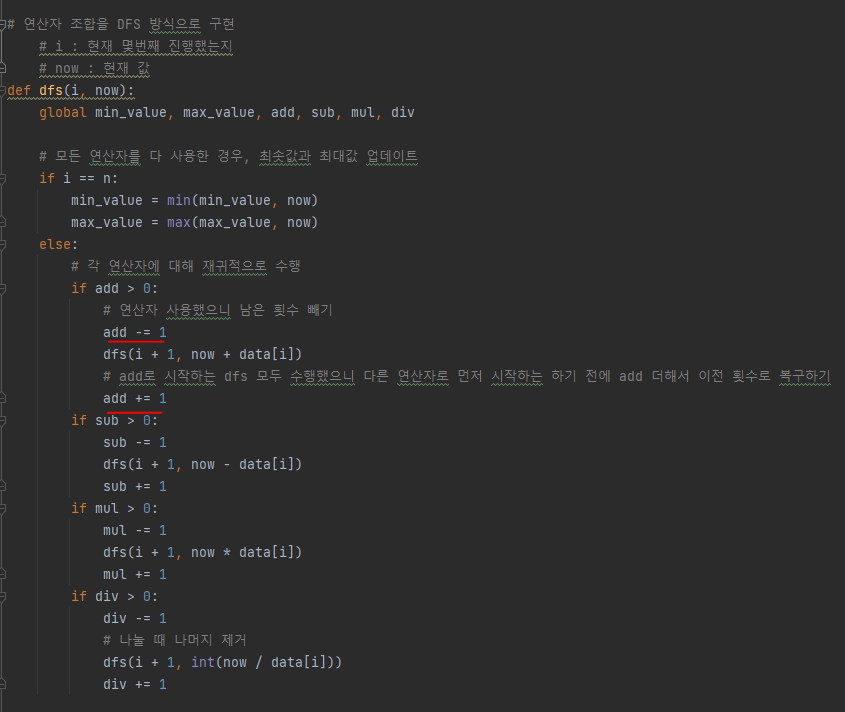 # 연산자 조합을 DFS 방식으로 구현
# i : 현재 몇번째 진행했는지
# now : 현재 값
def dfs(i, now):
global min_value, max_value, add, sub, mul, div
# 모든 연산자를 다 사용한 경우, 최솟값과 최대값 업데이트
if i == n:
min_value = min(min_value, now)
max_value = max(max_value, now)
else:
# 각 연산자에 대해 재귀적으로 수행
if add > 0:
# 연산자 사용했으니 남은 횟수 빼기
add -= 1
dfs(i + 1, now + data[i])
# add로 시작하는 dfs 모두 수행했으니 다른 연산자로 먼저 시작하는 하기 전에 add 더해서 이전 횟수로 복구하기
add += 1
if sub > 0:
sub -= 1
dfs(i + 1, now - data[i])
sub += 1
if mul > 0:
mul -= 1
dfs(i + 1, now * data[i])
mul += 1
if div > 0:
div -= 1
# 나눌 때 나머지 제거
dfs(i + 1, int(now / data[i]))
div += 1